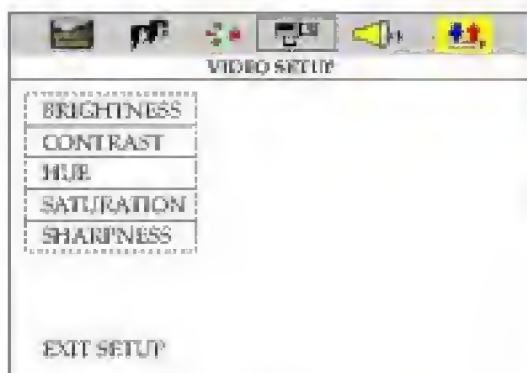 VIDEO SETUP
BRIGHTNESS
CONTRAST
HUE
SATURATION
SHARPNESS
EXIT SETUP